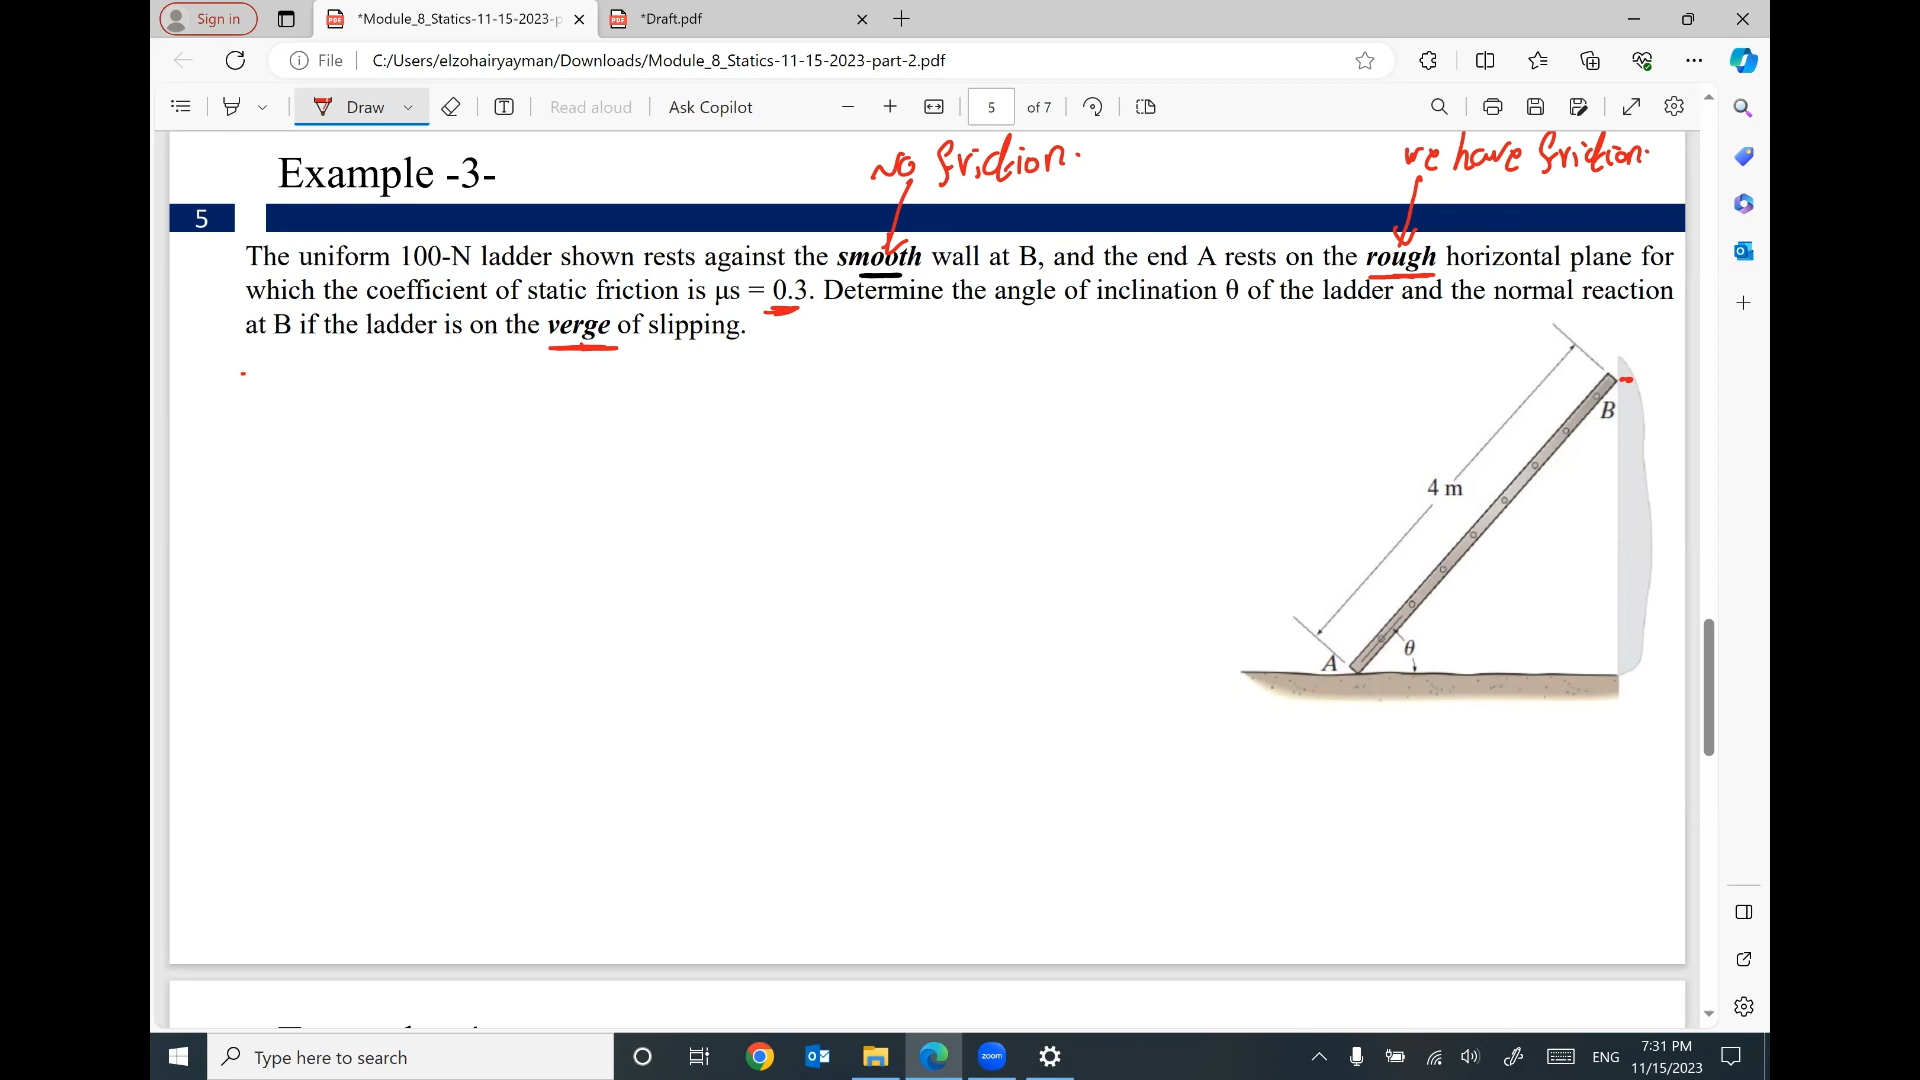 Sign in
*Module_8_Statics-11-15-2023-p
*Draft.pdf
File
C:/Users/elzohairyayman/Downloads/Module_8_Statics-11-15-2023-part-2.pdf
Draw
Read aloud
Ask Copilot
5
of 7
No friction.
we have friction.
Example -3-
5
The uniform 100-N ladder shown rests against the smooth wall at B, and the end A rests on the rough horizontal plane for
which the coefficient of static friction is μs = 0.3. Determine the angle of inclination θ of the ladder and the normal reaction
at B if the ladder is on the verge of slipping.
B
4 m
θ
A
Type here to search
zoom
ENG
7:31 PM
11/15/2023